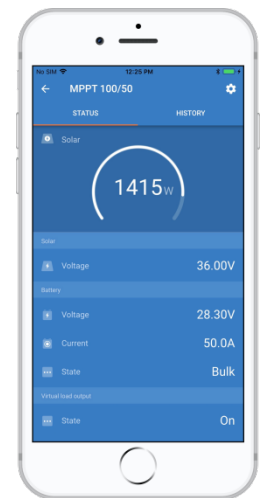 No SIM 12:25 PM
MPPT 100/50
STATUS HISTORY
Solar
1415W
Solar
Voltage 36.00V
Battery
Voltage 28.30V
Current 50.0A
State Bulk
Virtual load output
State On